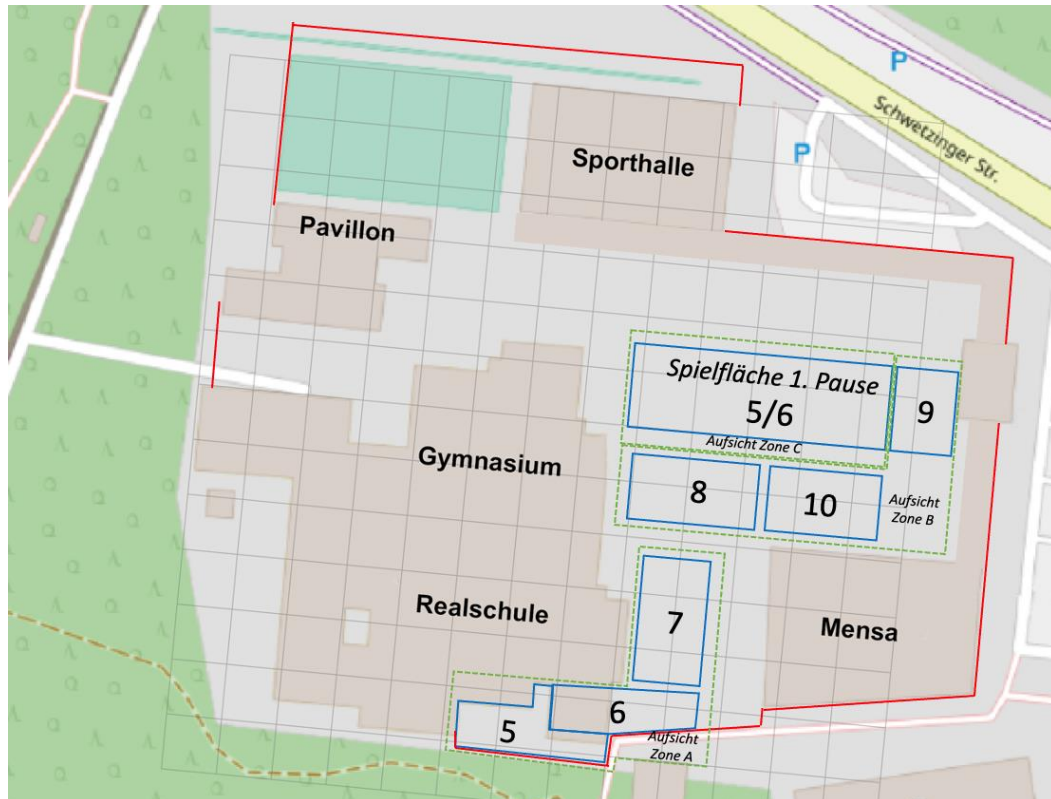 P
Schwetzinger Str.
P
Sporthalle
Pavillon
Spielfläche 1. Pause
5/6
9
Aufsicht Zone C
Gymnasium
8
10
Aufsicht
Zone B
Realschule
7
Mensa
6
5
Aufsicht
Zone A